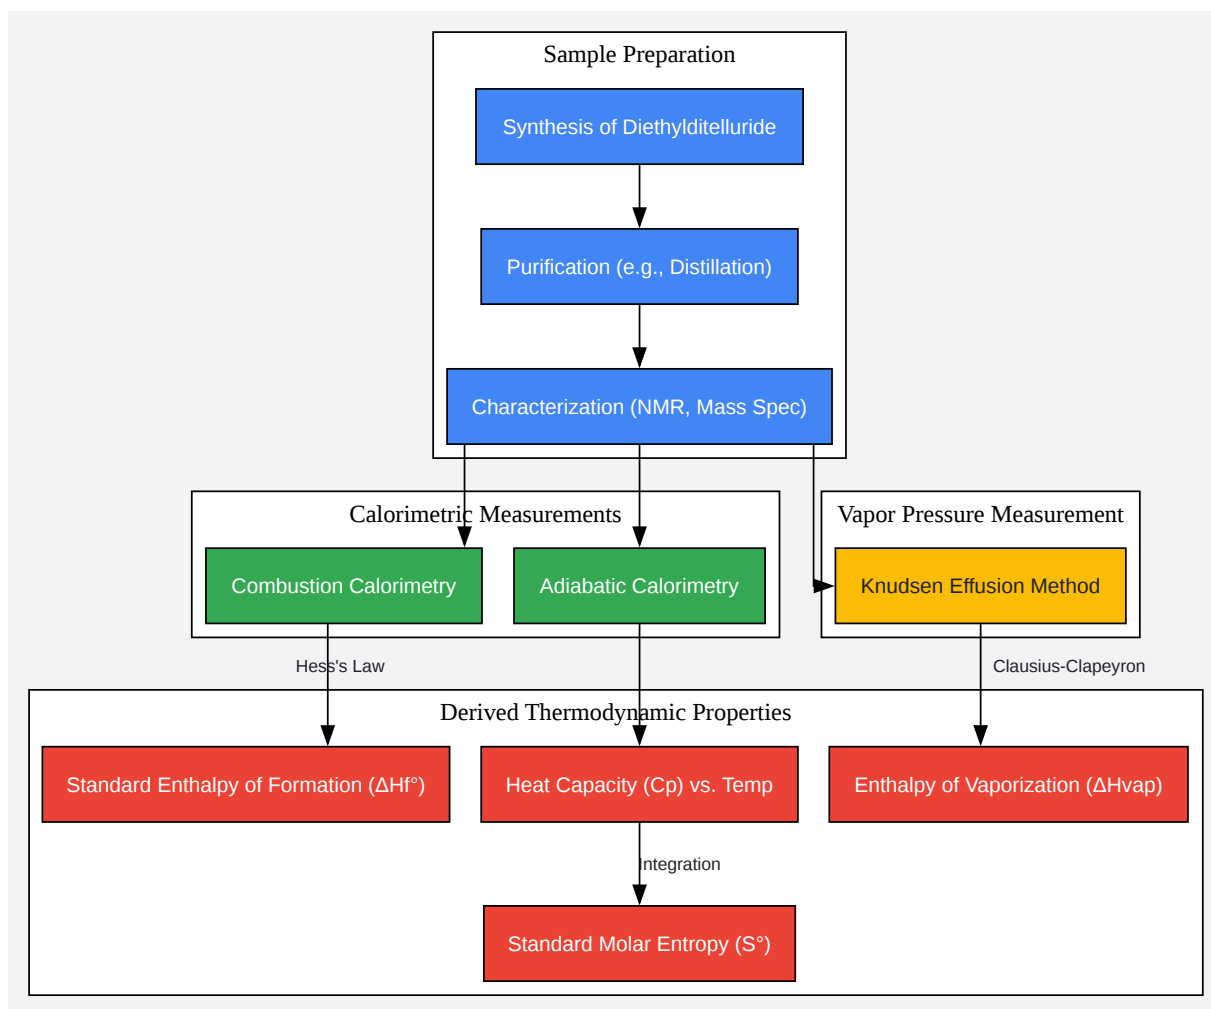 Sample Preparation
Synthesis of Diethylditelluride
Purification (e.g., Distillation)
Characterization (NMR, Mass Spec)
Calorimetric Measurements
Vapor Pressure Measurement
Combustion Calorimetry
Adiabatic Calorimetry
Knudsen Effusion Method
Hess's Law
Clausius-Clapeyron
Derived Thermodynamic Properties
Standard Enthalpy of Formation (ΔHf°)
Heat Capacity (Cp) vs. Temp
Enthalpy of Vaporization (ΔHvap)
Integration
Standard Molar Entropy (S°)